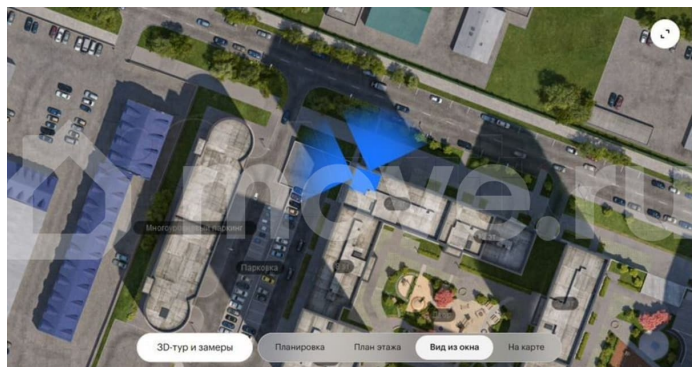 move.ru
Многоуровневый паркинг
Парковка
3D-тур и замеры
Планировка
План этажа
Вид из окна
На карте